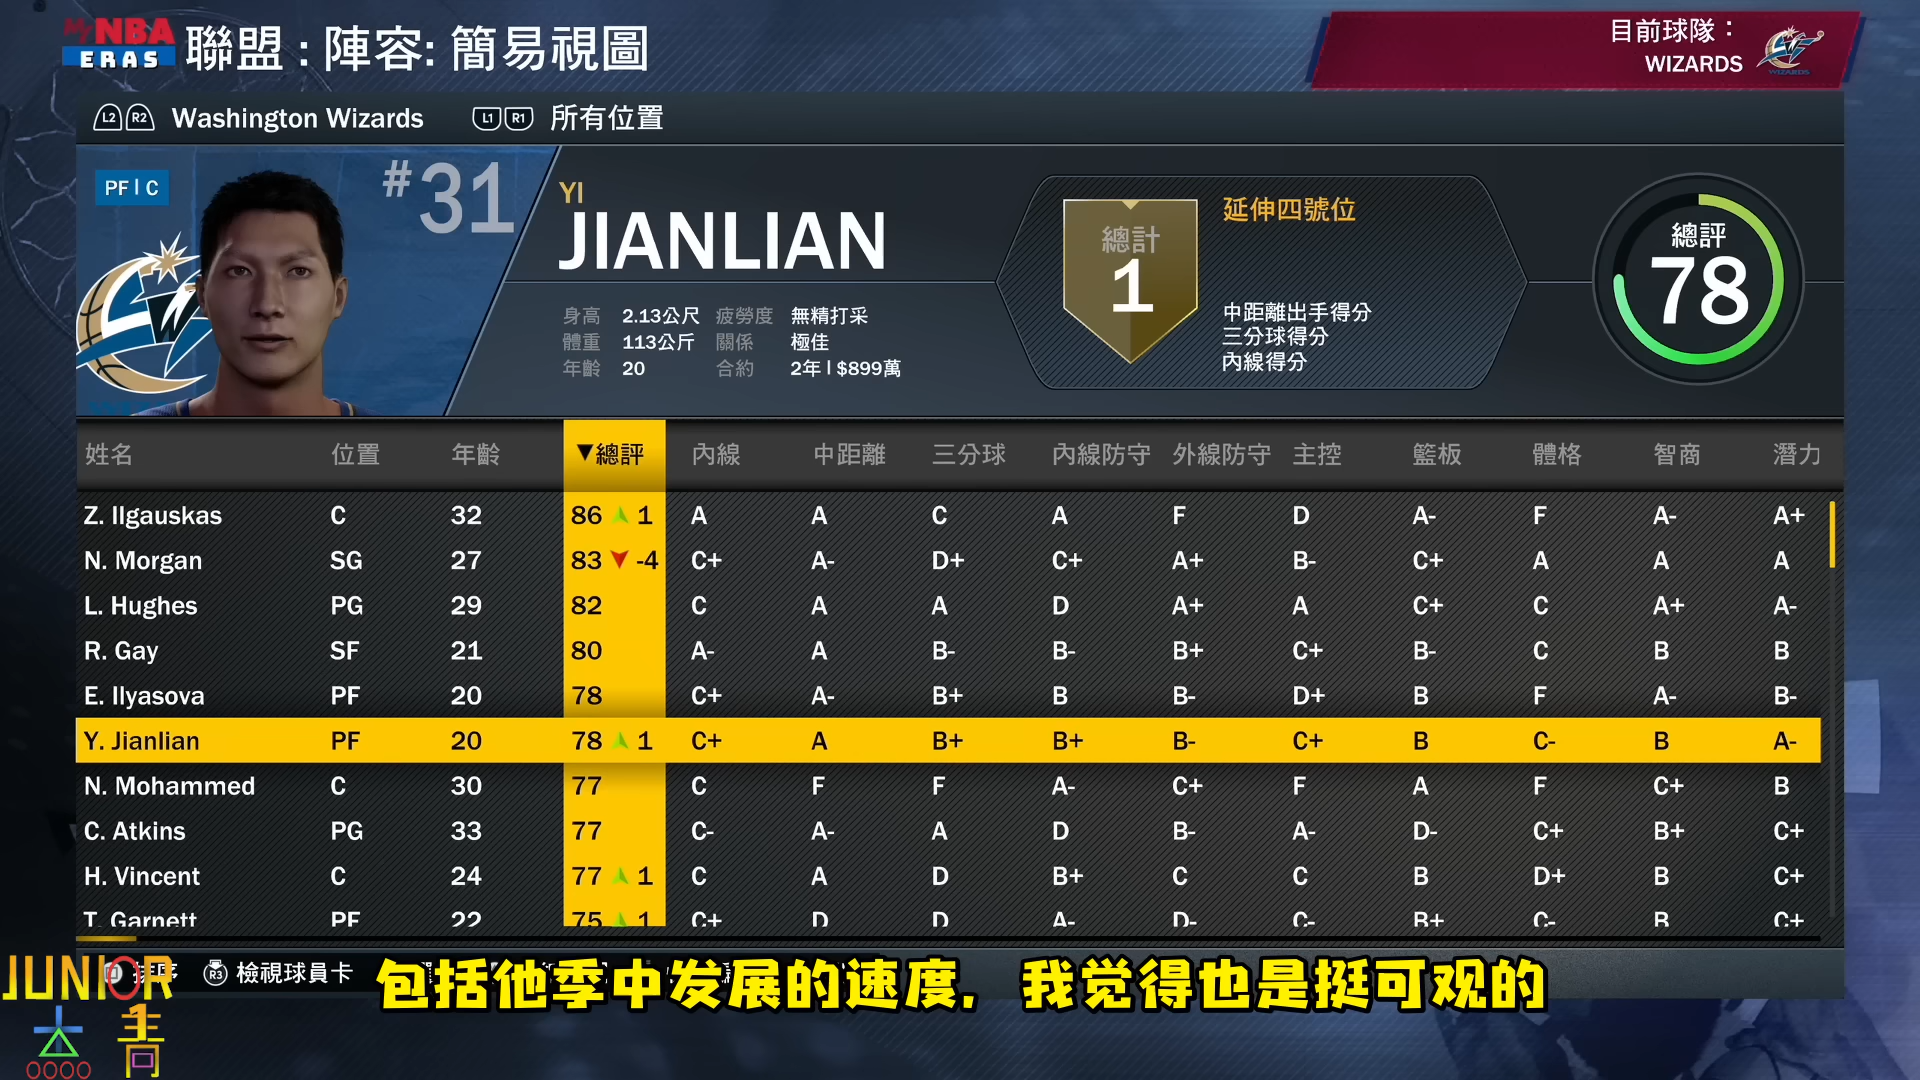 MyNBA ERAS 聯盟 : 陣容: 簡易視圖
目前球隊：
WIZARDS
L2 R2 Washington Wizards L1 R1 所有位置
PF | C
#31
YI
JIANLIAN
身高 2.13公尺 疲勞度 無精打采
體重 113公斤 關係 極佳
年齡 20 合約 2年 | $899萬
總計
1
延伸四號位
中距離出手得分
三分球得分
內線得分
總評
78
姓名 位置 年齡 ▼總評 內線 中距離 三分球 內線防守 外線防守 主控 籃板 體格 智商 潛力
Z. Ilgauskas C 32 86 1 A A C A F D A- F A- A+
N. Morgan SG 27 83 -4 C+ A- D+ C+ A+ B- C+ A A A
L. Hughes PG 29 82 C A A D A+ A C+ C A+ A-
R. Gay SF 21 80 A- A B- B- B+ C+ B- C B B
E. Ilyasova PF 20 78 C+ A- B+ B B- D+ B F A- B-
Y. Jianlian PF 20 78 1 C+ A B+ B+ B- C+ B C- B A-
N. Mohammed C 30 77 C F F A- C+ F A F C+ B
C. Atkins PG 33 77 C- A- A D B- A- D- C+ B+ C+
H. Vincent C 24 77 1 C A D B+ C C B D+ B C+
T. Garnett PF 22 75 1 C+ D D A- D- C- B+ C- B C+
排序 R3 檢視球員卡
包括他季中发展的速度, 我觉得也是挺可观的
JUNIOR